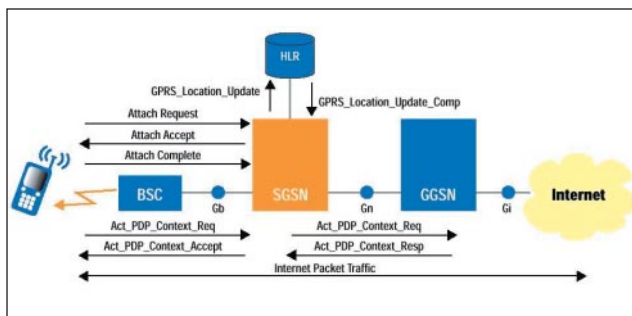 HLR
GPRS_Location_Update
GPRS_Location_Update_Comp
Attach Request
Attach Accept
Attach Complete
BSC
Gb
SGSN
Gn
GGSN
Gi
Internet
Act_PDP_Context_Req
Act_PDP_Context_Req
Act_PDP_Context_Accept
Act_PDP_Context_Resp
Internet Packet Traffic